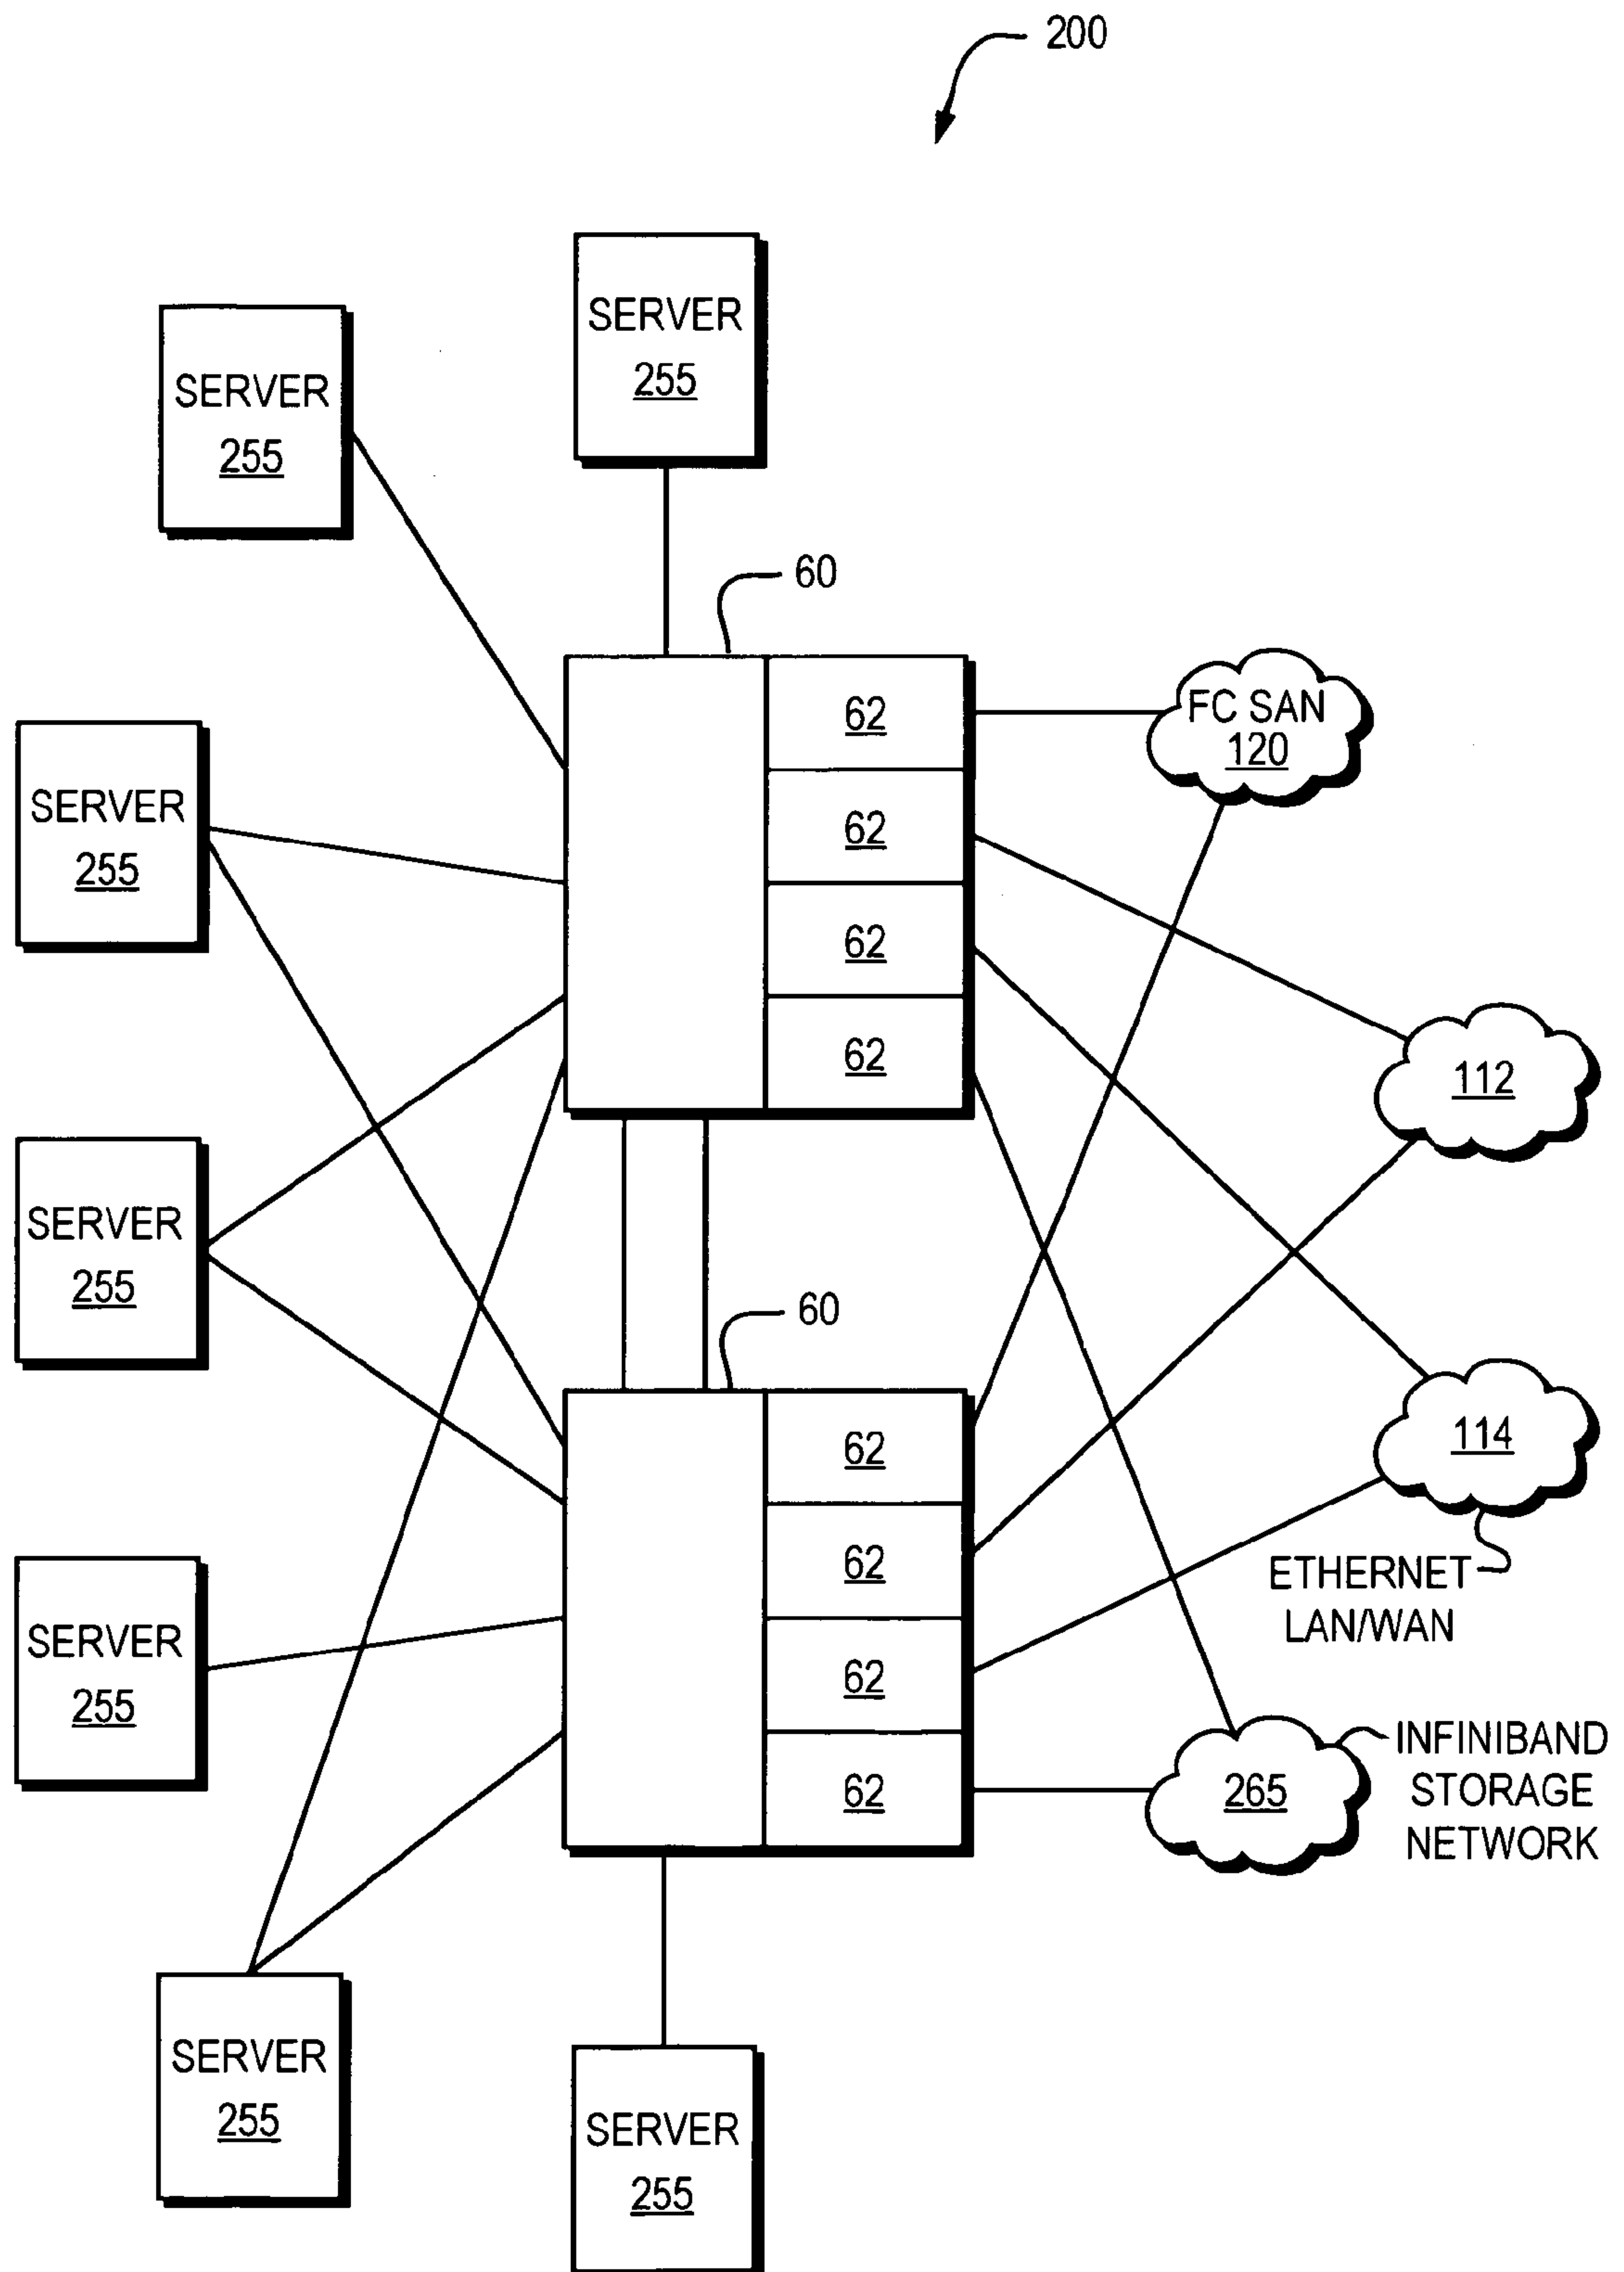 200
SERVER
255
SERVER
255
60
62
62
62
62
FC SAN
120
SERVER
255
112
SERVER
255
60
62
62
62
62
114
ETHERNET
LAN/WAN
SERVER
255
265
INFINIBAND
STORAGE
NETWORK
SERVER
255
SERVER
255